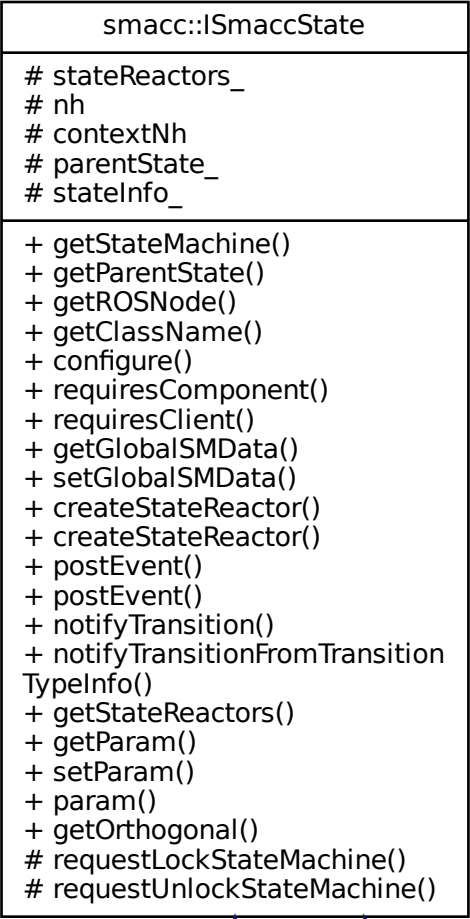 smacc::ISmaccState
# stateReactors_
# nh
# contextNh
# parentState_
# stateInfo_
+ getStateMachine()
+ getParentState()
+ getROSNode()
+ getClassName()
+ configure()
+ requiresComponent()
+ requiresClient()
+ getGlobalSMData()
+ setGlobalSMData()
+ createStateReactor()
+ createStateReactor()
+ postEvent()
+ postEvent()
+ notifyTransition()
+ notifyTransitionFromTransition
TypeInfo()
+ getStateReactors()
+ getParam()
+ setParam()
+ param()
+ getOrthogonal()
# requestLockStateMachine()
# requestUnlockStateMachine()